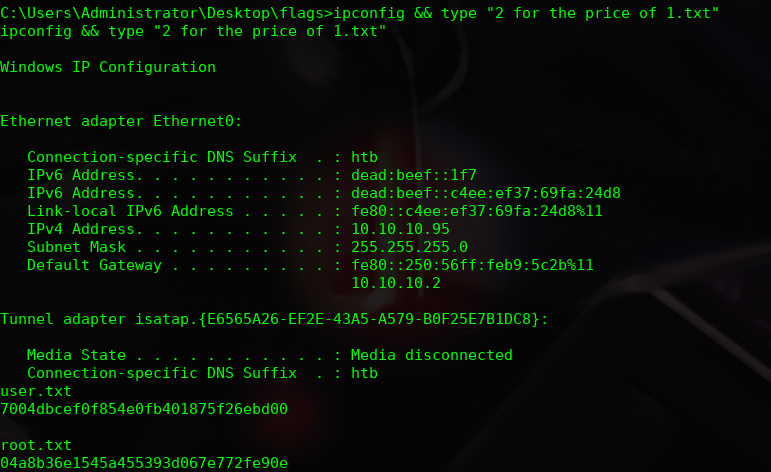 C:\Users\Administrator\Desktop\flags>ipconfig && type "2 for the price of 1.txt"
ipconfig && type "2 for the price of 1.txt"
Windows IP Configuration
Ethernet adapter Ethernet0:
Connection-specific DNS Suffix . : htb
IPv6 Address. . . . . . . . . . . : dead:beef::1f7
IPv6 Address. . . . . . . . . . . : dead:beef::c4ee:ef37:69fa:24d8
Link-local IPv6 Address . . . . . : fe80::c4ee:ef37:69fa:24d8%11
IPv4 Address. . . . . . . . . . . : 10.10.10.95
Subnet Mask . . . . . . . . . . . : 255.255.255.0
Default Gateway . . . . . . . . . : fe80::250:56ff:feb9:5c2b%11
10.10.10.2
Tunnel adapter isatap.{E6565A26-EF2E-43A5-A579-B0F25E7B1DC8}:
Media State . . . . . . . . . . . : Media disconnected
Connection-specific DNS Suffix . : htb
user.txt
7004dbcef0f854e0fb401875f26ebd00
root.txt
04a8b36e1545a455393d067e772fe90e